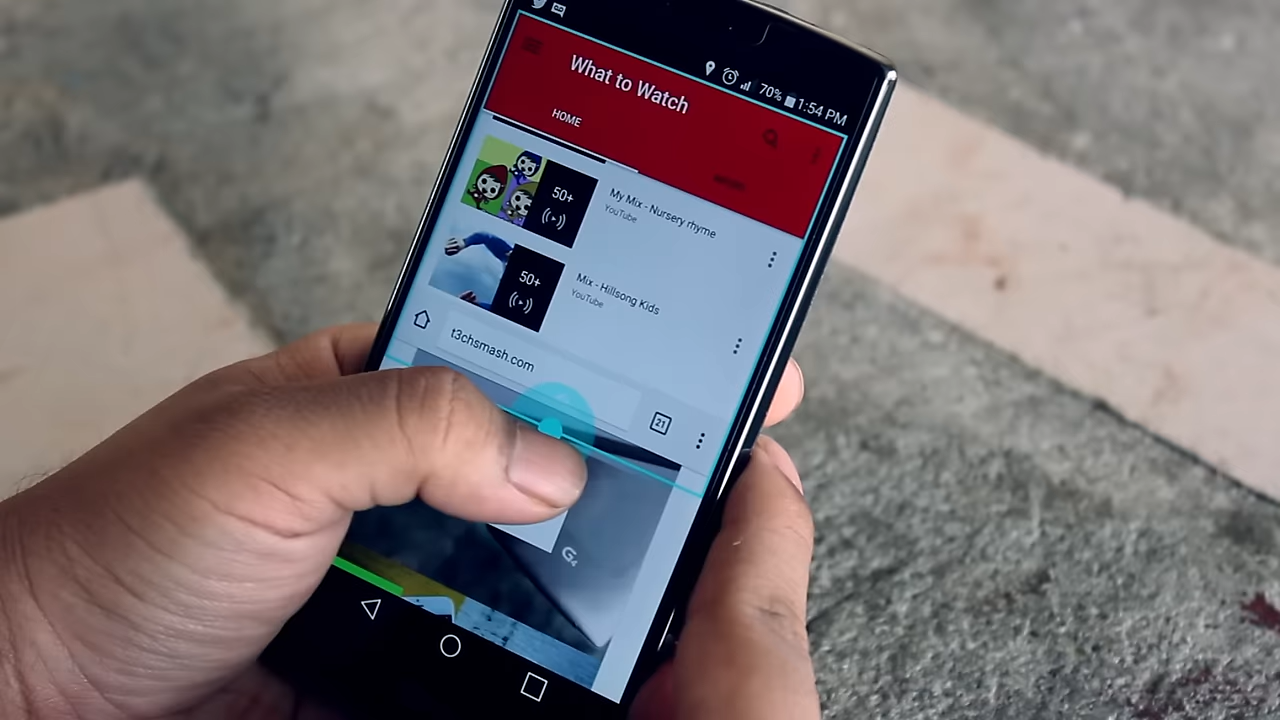 70% 1:54 PM
What to Watch
HOME
50+
My Mix - Nursery rhyme
YouTube
50+
Mix - Hillsong Kids
YouTube
t3chsmash.com
21
G4